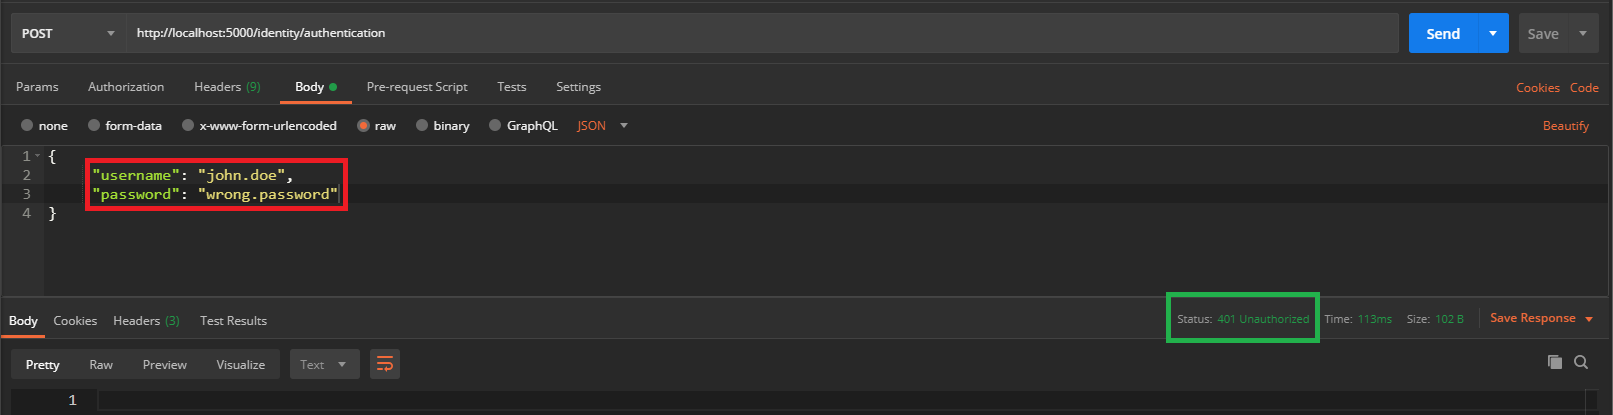 POST http://localhost:5000/identity/authentication Send Save
Params Authorization Headers (9) Body Pre-request Script Tests Settings Cookies Code
none form-data x-www-form-urlencoded raw binary GraphQL JSON Beautify
1 {
2 "username": "john.doe",
3 "password": "wrong.password"
4 }
Body Cookies Headers (3) Test Results Status: 401 Unauthorized Time: 113ms Size: 102 B Save Response
Pretty Raw Preview Visualize Text
1